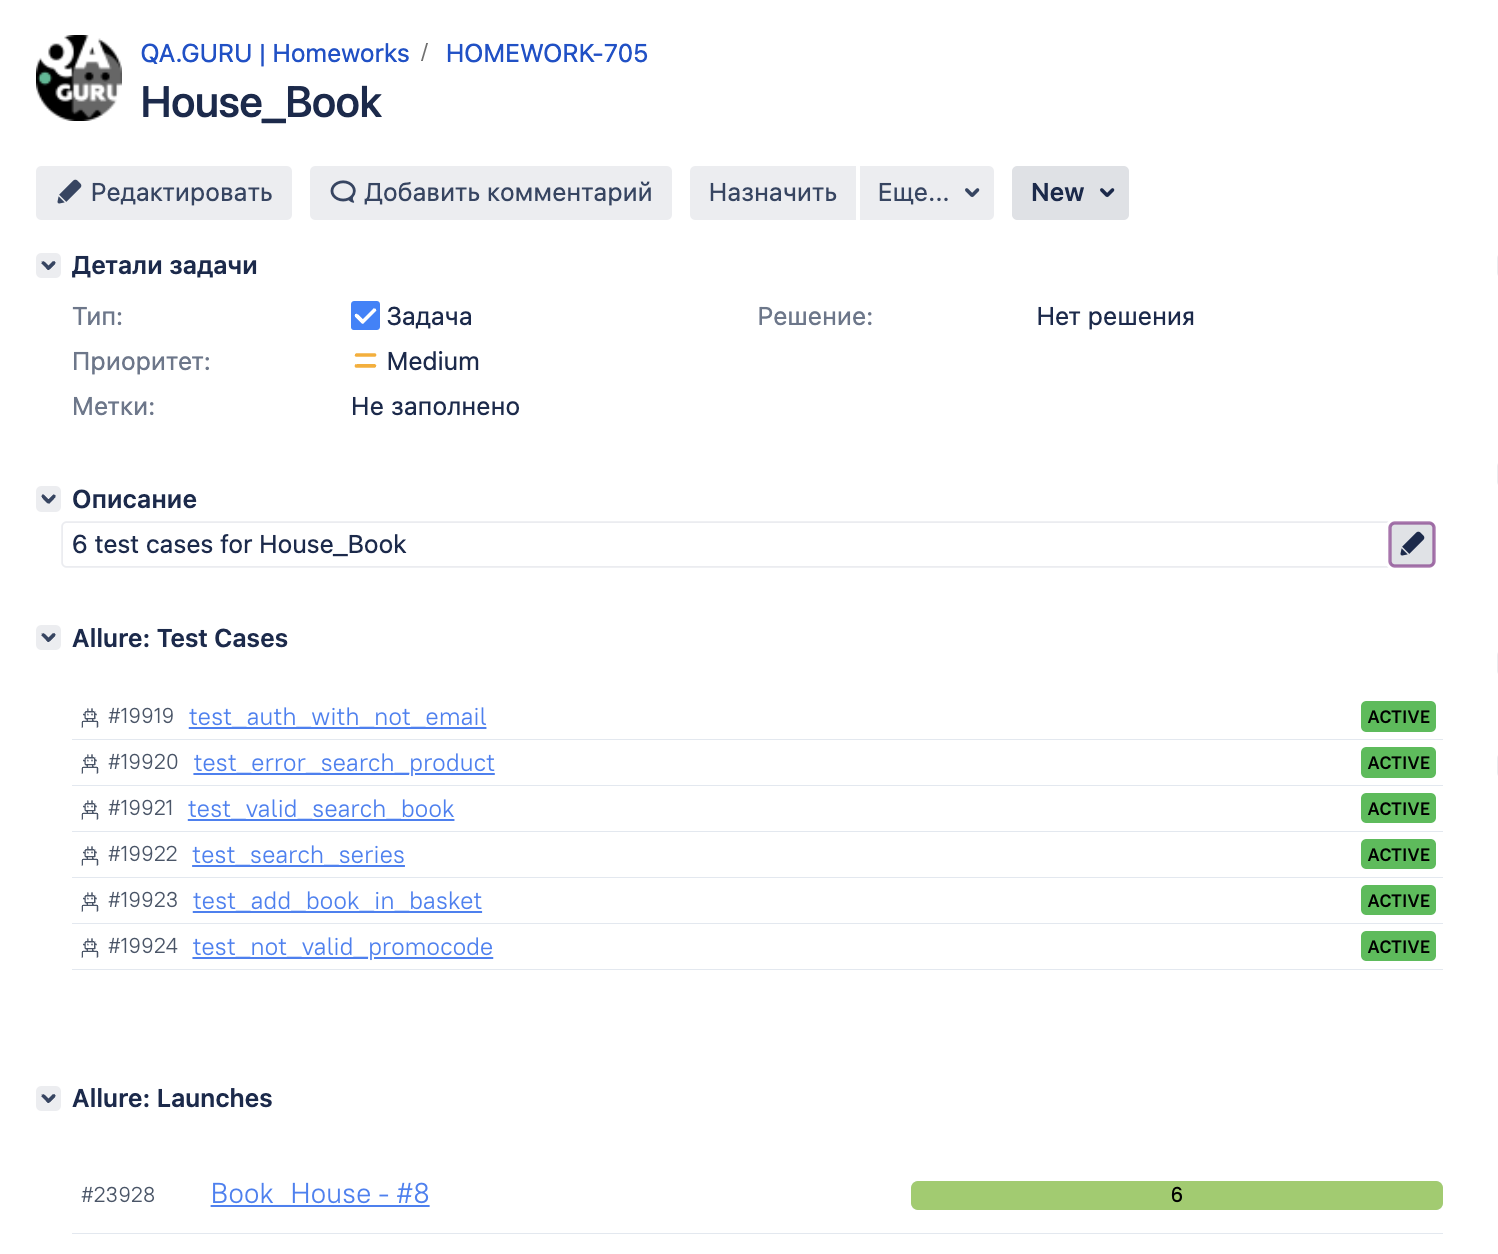 QA
GURU
QA.GURU | Homeworks / HOMEWORK-705
House_Book
Редактировать Добавить комментарий Назначить Еще... New
Детали задачи
Тип: Задача Решение: Нет решения
Приоритет: Medium
Метки: Не заполнено
Описание
6 test cases for House_Book
Allure: Test Cases
#19919 test_auth_with_not_email ACTIVE
#19920 test_error_search_product ACTIVE
#19921 test_valid_search_book ACTIVE
#19922 test_search_series ACTIVE
#19923 test_add_book_in_basket ACTIVE
#19924 test_not_valid_promocode ACTIVE
Allure: Launches
#23928 Book_House - #8 6